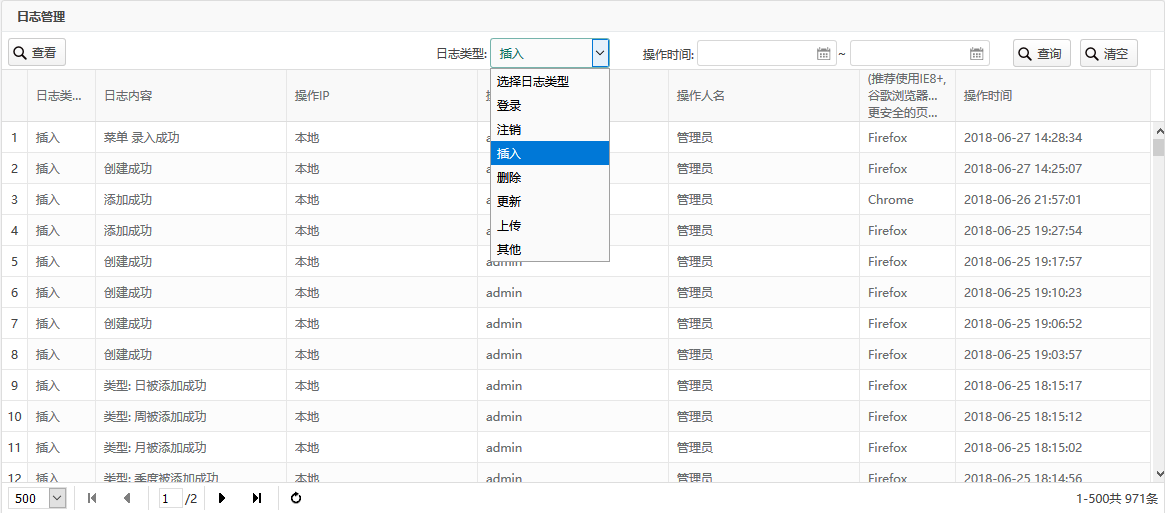 日志管理
查看 日志类型: 插入 操作时间: ~ 查询 清空
选择日志类型
登录
注销
插入
删除
更新
上传
其他
日志类... 日志内容 操作IP 操作人名 (推荐使用IE8+,
谷歌浏览器...
更安全的页... 操作时间
1 插入 菜单 录入成功 本地 管理员 Firefox 2018-06-27 14:28:34
2 插入 创建成功 本地 管理员 Firefox 2018-06-27 14:25:07
3 插入 添加成功 本地 管理员 Chrome 2018-06-26 21:57:01
4 插入 添加成功 本地 管理员 Firefox 2018-06-25 19:27:54
5 插入 创建成功 本地 admin 管理员 Firefox 2018-06-25 19:17:57
6 插入 创建成功 本地 admin 管理员 Firefox 2018-06-25 19:10:23
7 插入 创建成功 本地 admin 管理员 Firefox 2018-06-25 19:06:52
8 插入 创建成功 本地 admin 管理员 Firefox 2018-06-25 19:03:57
9 插入 类型: 日被添加成功 本地 admin 管理员 Firefox 2018-06-25 18:15:17
10 插入 类型: 周被添加成功 本地 admin 管理员 Firefox 2018-06-25 18:15:12
11 插入 类型: 月被添加成功 本地 admin 管理员 Firefox 2018-06-25 18:15:02
12 插入 类型: 季度被添加成功 本地 admin 管理员 Firefox 2018-06-25 18:14:56
500 1 /2 1-500共 971条